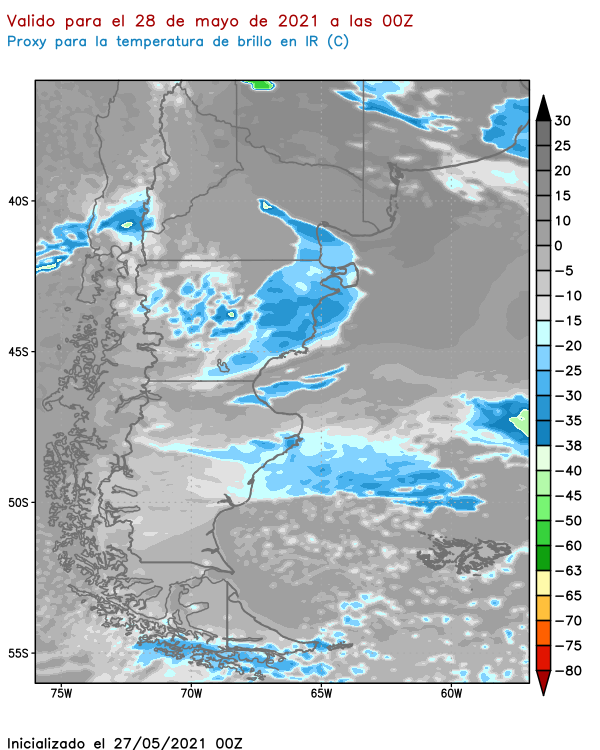 Valido para el 28 de mayo de 2021 a las 00Z
Proxy para la temperatura de brillo en IR (C)
30
25
20
15
10
0
−5
−10
−15
−20
−25
−30
−35
−38
−40
−45
−50
−60
−63
−65
−70
−75
−80
40S
45S
50S
55S
75W
70W
65W
60W
Inicializado el 27/05/2021 00Z